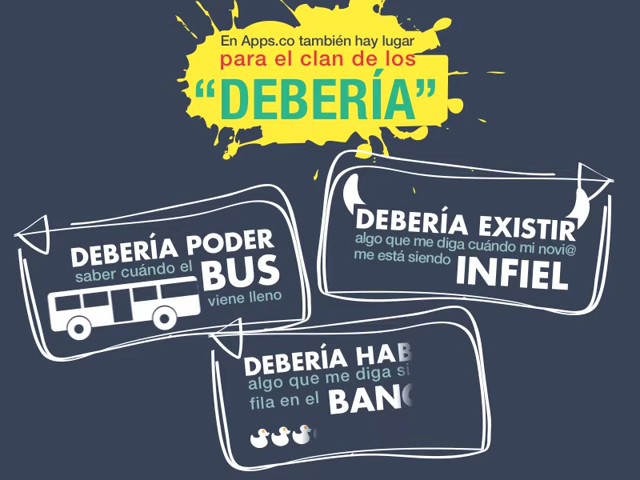 En Apps.co también hay lugar
para el clan de los
“DEBERÍA”
DEBERÍA PODER
saber cuándo el BUS
viene lleno
DEBERÍA EXISTIR
algo que me diga cuándo mi novi@
me está siendo INFIEL
DEBERÍA HAB
algo que me diga si
fila en el BANC